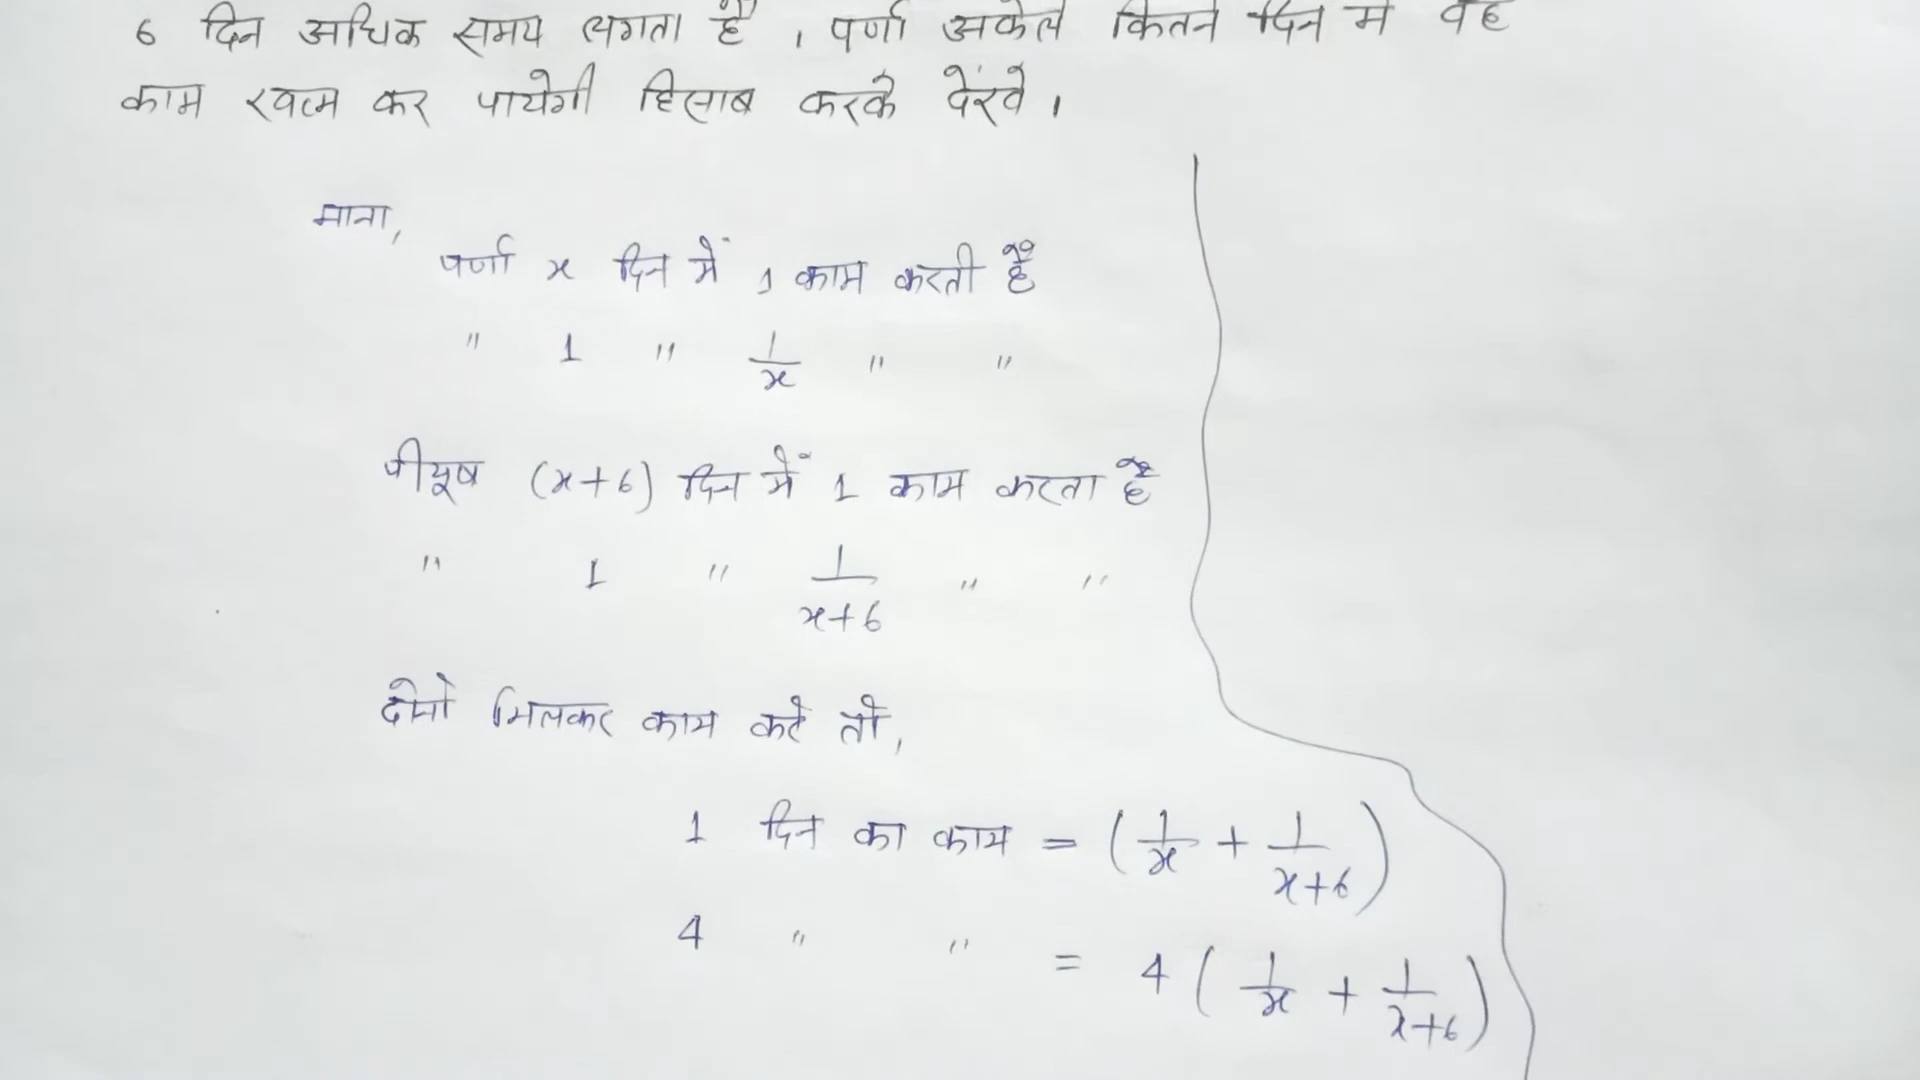 6 दिन अधिक समय लगता है । पर्णा अकेले कितने दिन में वह
काम खत्म कर पायेगी हिसाब करके देखें ।
माना,
पर्णा x दिन में 1 काम करती है
" 1 " 1/x " "
पीयूष (x+6) दिन में 1 काम करता है
" 1 " 1/(x+6) " "
दोनो मिलकर काम करे तो,
1 दिन का काम = (1/x + 1/(x+6))
4 " " = 4 (1/x + 1/(x+6))